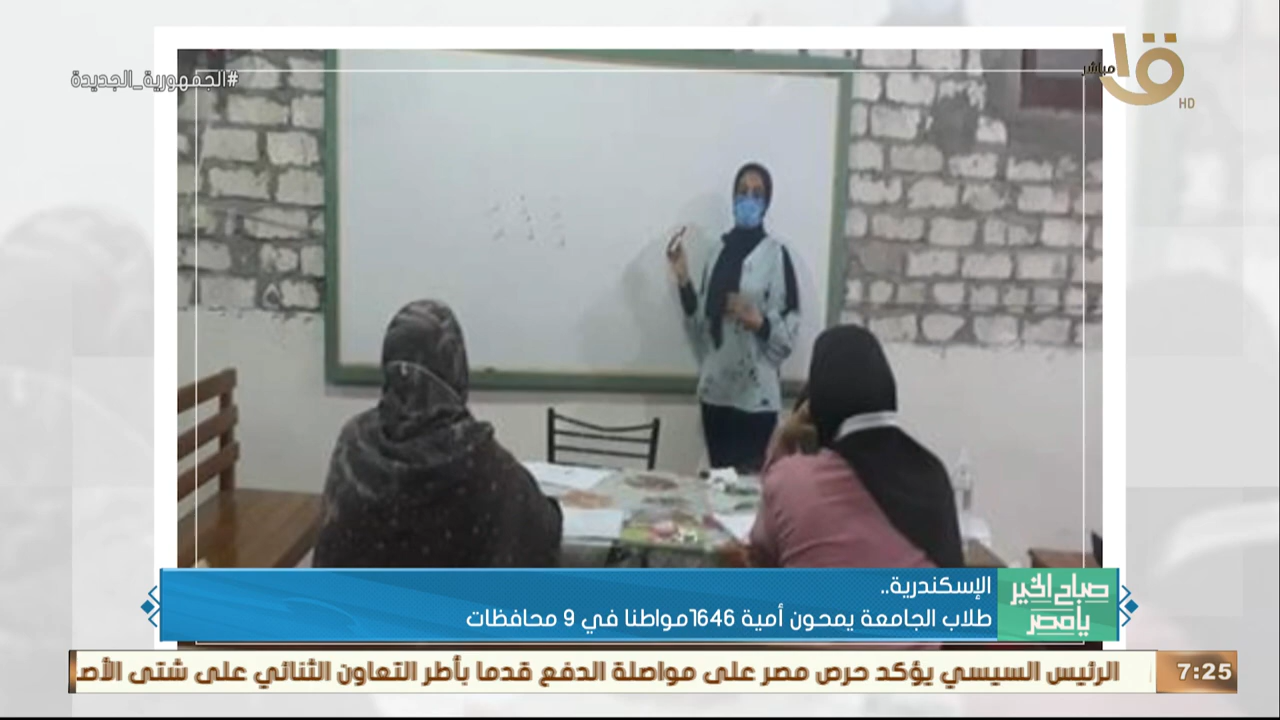 #الجمهورية_الجديدة
مباشر
HD
صباح الخير
يا مصر
الإسكندرية..
طلاب الجامعة يمحون أمية 1646مواطنا في 9 محافظات
7:25
الرئيس السيسي يؤكد حرص مصر على مواصلة الدفع قدما بأطر التعاون الثنائي على شتى الأص